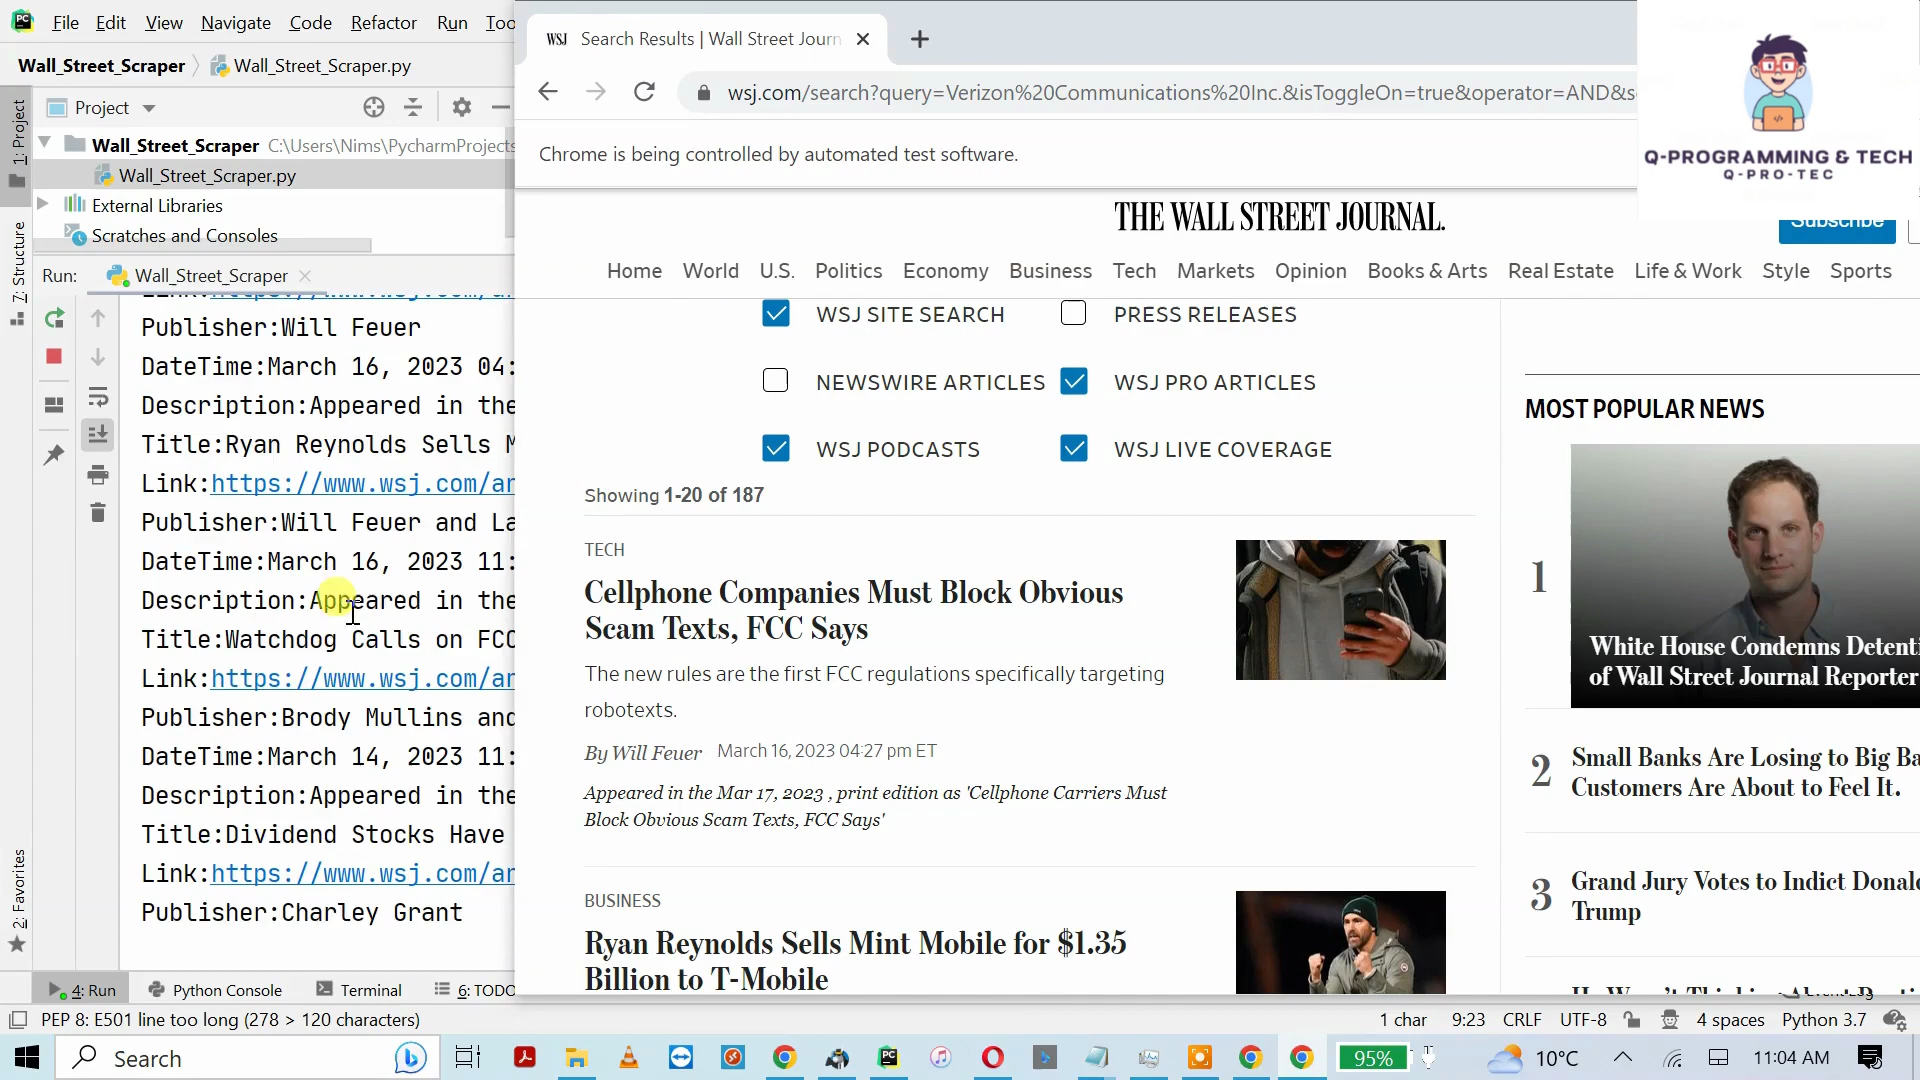 File Edit View Navigate Code Refactor Run
Wall_Street_Scraper Wall_Street_Scraper.py
1: Project
Project
Wall_Street_Scraper C:\Users\Nims\PycharmProjects
Wall_Street_Scraper.py
External Libraries
Scratches and Consoles
7: Structure
Run: Wall_Street_Scraper
Publisher:Will Feuer
DateTime:March 16, 2023 04:
Description:Appeared in the
Title:Ryan Reynolds Sells M
Link:https://www.wsj.com/ar
Publisher:Will Feuer and La
DateTime:March 16, 2023 11:
Description:Appeared in the
Title:Watchdog Calls on FCC
Link:https://www.wsj.com/ar
Publisher:Brody Mullins and
DateTime:March 14, 2023 11:
Description:Appeared in the
Title:Dividend Stocks Have
Link:https://www.wsj.com/ar
Publisher:Charley Grant
2: Favorites
4: Run Python Console Terminal 6: TODO
PEP 8: E501 line too long (278 > 120 characters)
1 char 9:23 CRLF UTF-8 4 spaces Python 3.7
WSJ Search Results | Wall Street Journ
wsj.com/search?query=Verizon%20Communications%20Inc.&isToggleOn=true&operator=AND&s
Chrome is being controlled by automated test software.
Q-PROGRAMMING & TECH
Q-PRO-TEC
THE WALL STREET JOURNAL.
Subscribe
Home World U.S. Politics Economy Business Tech Markets Opinion Books & Arts Real Estate Life & Work Style Sports
WSJ SITE SEARCH PRESS RELEASES
NEWSWIRE ARTICLES WSJ PRO ARTICLES
WSJ PODCASTS WSJ LIVE COVERAGE
Showing 1-20 of 187
TECH
Cellphone Companies Must Block Obvious
Scam Texts, FCC Says
The new rules are the first FCC regulations specifically targeting
robotexts.
By Will Feuer March 16, 2023 04:27 pm ET
Appeared in the Mar 17, 2023 , print edition as 'Cellphone Carriers Must
Block Obvious Scam Texts, FCC Says'
BUSINESS
Ryan Reynolds Sells Mint Mobile for $1.35
Billion to T-Mobile
MOST POPULAR NEWS
1
White House Condemns Detenti
of Wall Street Journal Reporter
2
Small Banks Are Losing to Big Ba
Customers Are About to Feel It.
3
Grand Jury Votes to Indict Donald
Trump
Search
95%
10°C
11:04 AM